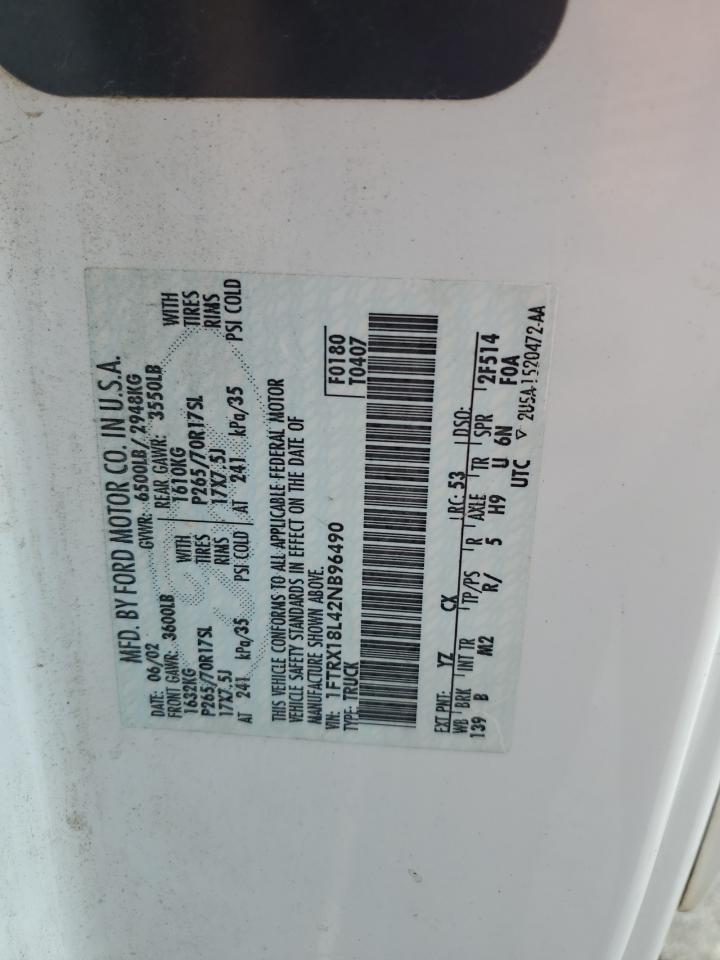 MFD. BY FORD MOTOR CO. IN U.S.A.
DATE: 06/02 GVWR: 6500LB / 2948KG
FRONT GAWR: 3600LB REAR GAWR: 3550LB
1632KG WITH 1610KG WITH
P265/70R17SL TIRES P265/70R17SL TIRES
17X7.5J RIMS 17X7.5J RIMS
AT 241 kPa/35 PSI COLD AT 241 kPa/35 PSI COLD
THIS VEHICLE CONFORMS TO ALL APPLICABLE FEDERAL MOTOR
VEHICLE SAFETY STANDARDS IN EFFECT ON THE DATE OF
MANUFACTURE SHOWN ABOVE.
VIN: 1FTRX18L42NB96490 F0180
TYPE: TRUCK T0407
EXT PNT: YZ CX RC: 53 DSO: 2F514
WB BRK INT TR TP/PS R AXLE TR SPR F0A
139 B M2 R/ 5 H9 U 6N
UTC ▽ 2U5A-1520472-AA